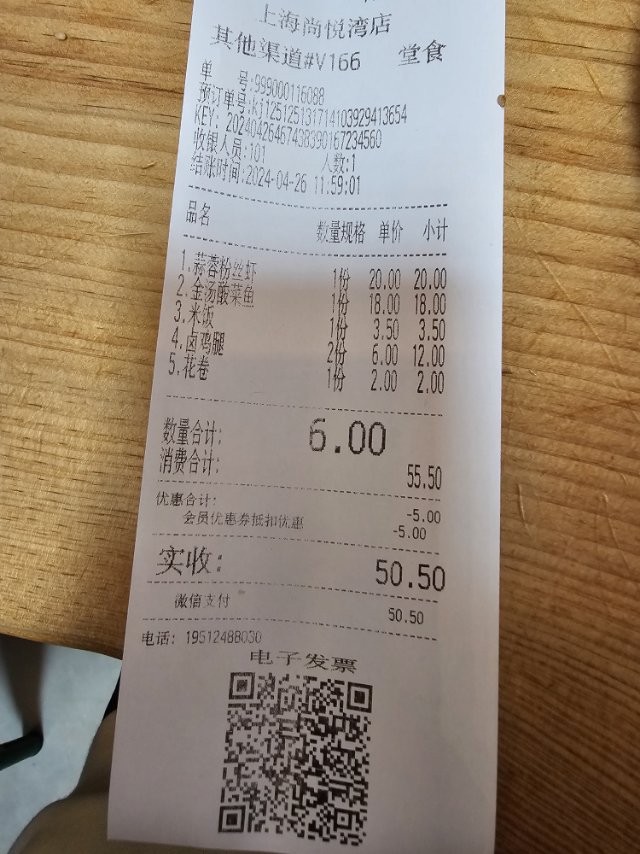 上海尚悦湾店
其他渠道#V166 堂食
单 号:999000116088
预订单号:kj125125131714103929413654
KEY: 20240426467438390167234560
收银人员:101 人数:1
结账时间:2024-04-26 11:59:01
品名 数量规格 单价 小计
1.蒜蓉粉丝虾 1份 20.00 20.00
2.金汤酸菜鱼 1份 18.00 18.00
3.米饭 1份 3.50 3.50
4.卤鸡腿 2份 6.00 12.00
5.花卷 1份 2.00 2.00
数量合计: 6.00
消费合计: 55.50
优惠合计: -5.00
会员优惠券抵扣优惠 -5.00
实收: 50.50
微信支付 50.50
电话: 19512488030
电子发票